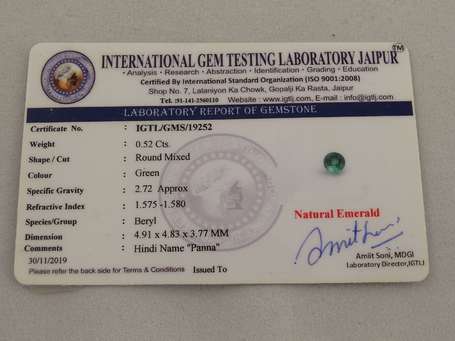 INTERNATIONAL GEM TESTING LABORATORY JAIPUR TM
Analysis • Research • Abstraction • Identification • Grading • Education
Certified By International Standard Organization (ISO 9001:2008)
Shop No. 7, Lalaniyon Ka Chowk, Gopalji Ka Rasta, Jaipur
Tel: 91-141-2560110 Website : www.igtlj.com, E-mail : info@igtlj.com
LABORATORY REPORT OF GEMSTONE
Certificate No. : IGTL/GMS/19252
Weight : 0.52 Cts.
Shape / Cut : Round Mixed
Colour : Green
Specific Gravity : 2.72 Approx
Refractive Index : 1.575 -1.580
Species/Group : Beryl
Dimension : 4.91 x 4.83 x 3.77 MM
Comments : Hindi Name "Panna"
30/11/2019
Please refer the back side for Terms & Conditions Issued To
Natural Emerald
Amit Soni, MDGI
Laboratory Director,IGTLJ